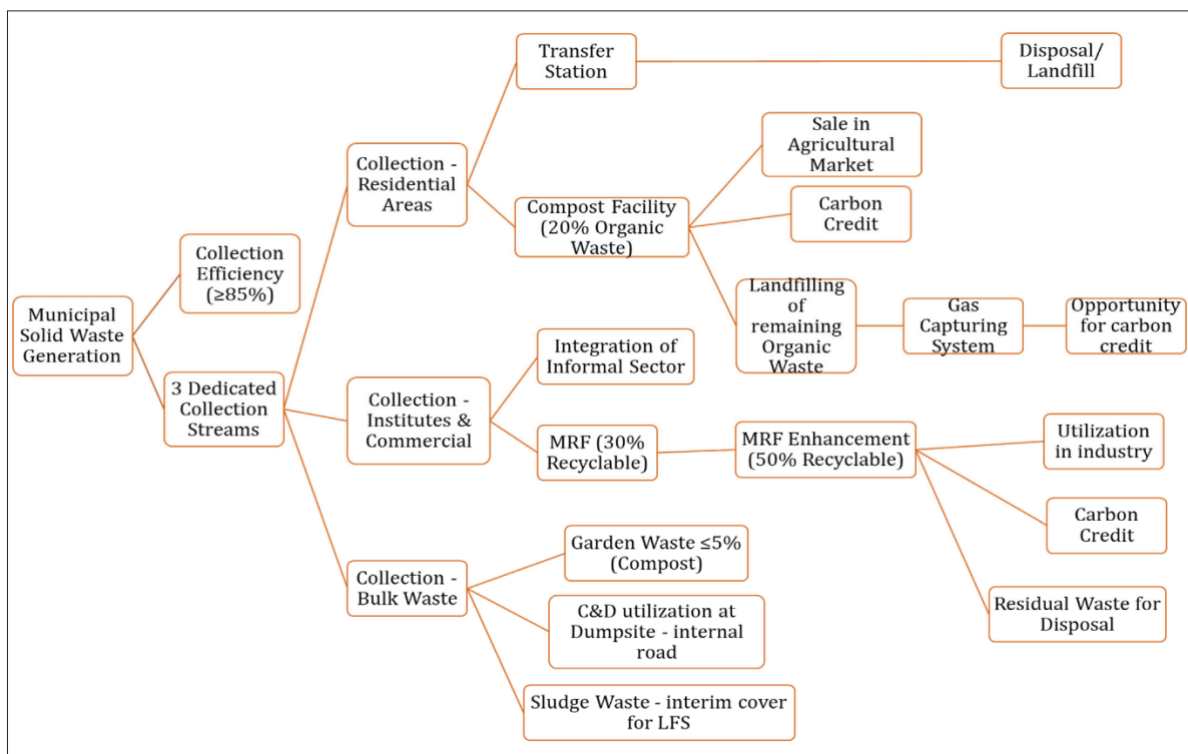 Municipal
Solid Waste
Generation
Collection
Efficiency
(≥85%)
3 Dedicated
Collection
Streams
Collection -
Residential
Areas
Transfer
Station
Disposal/
Landfill
Compost Facility
(20% Organic
Waste)
Sale in
Agricultural
Market
Carbon
Credit
Landfilling of
remaining
Organic
Waste
Gas
Capturing
System
Opportunity
for carbon
credit
Collection -
Institutes &
Commercial
Integration of
Informal Sector
MRF (30%
Recyclable)
MRF Enhancement
(50% Recyclable)
Utilization
in industry
Carbon
Credit
Residual Waste for
Disposal
Collection -
Bulk Waste
Garden Waste ≤5%
(Compost)
C&D utilization at
Dumpsite - internal
road
Sludge Waste - interim cover
for LFS